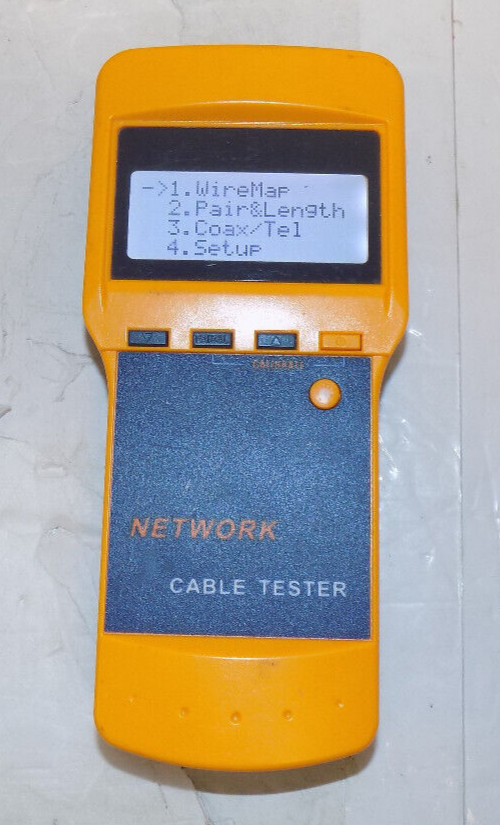 ->1.WireMap
2.Pair&Length
3.Coax/Tel
4.Setup
NETWORK
CABLE TESTER